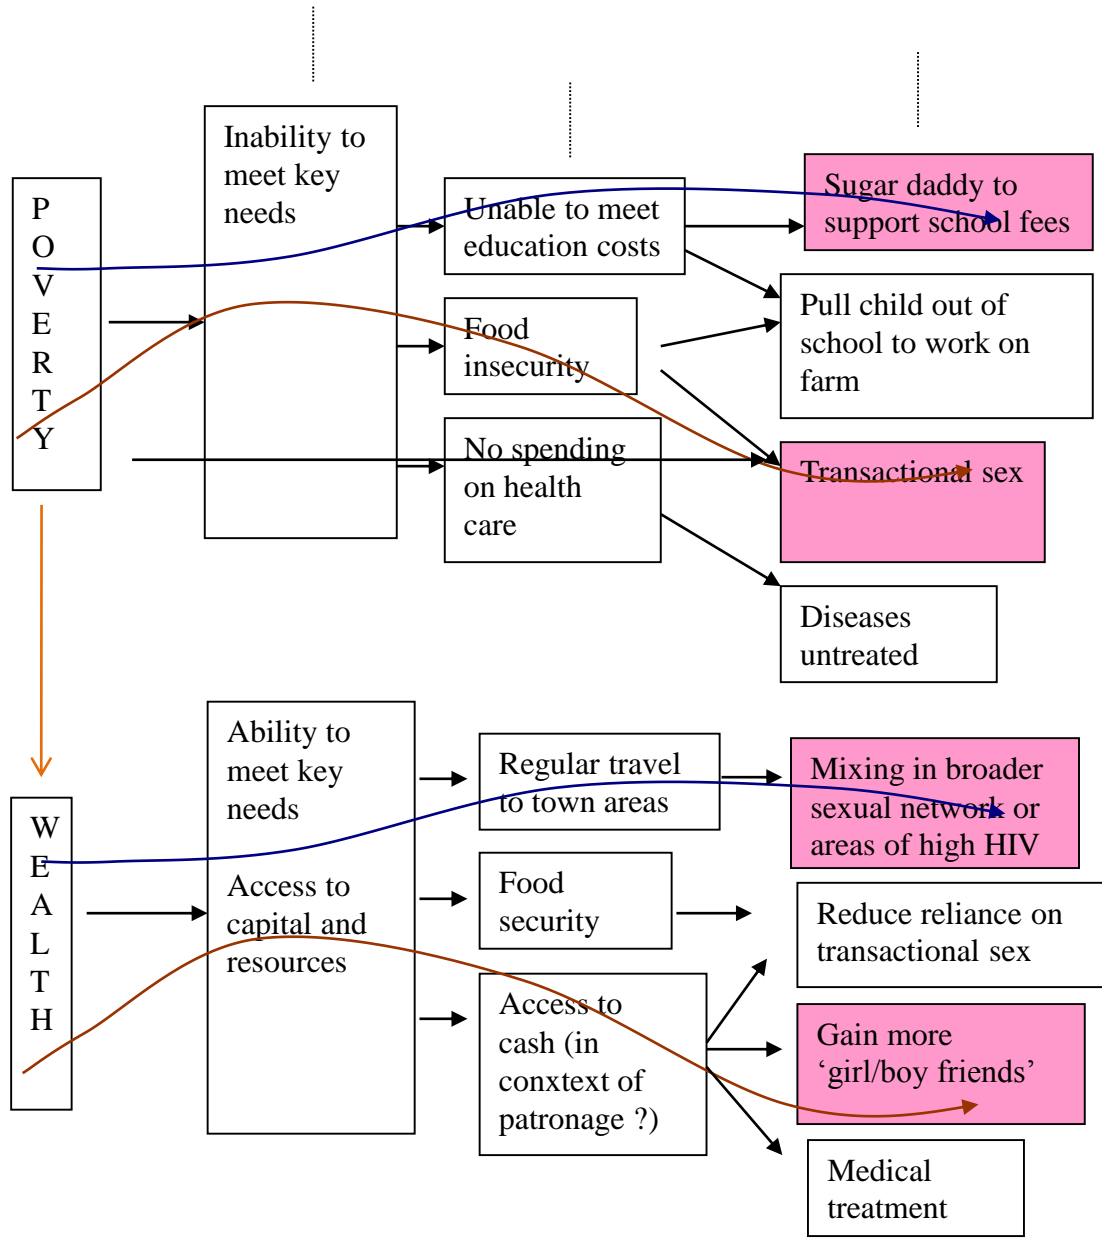 P
O
V
E
R
T
Y
Inability to
meet key
needs
Unable to meet
education costs
Food
insecurity
No spending
on health
care
Sugar daddy to
support school fees
Pull child out of
school to work on
farm
Transactional sex
Diseases
untreated
W
E
A
L
T
H
Ability to
meet key
needs
Access to
capital and
resources
Regular travel
to town areas
Food
security
Access to
cash (in
conxtext of
patronage ?)
Mixing in broader
sexual network or
areas of high HIV
Reduce reliance on
transactional sex
Gain more
‘girl/boy friends’
Medical
treatment